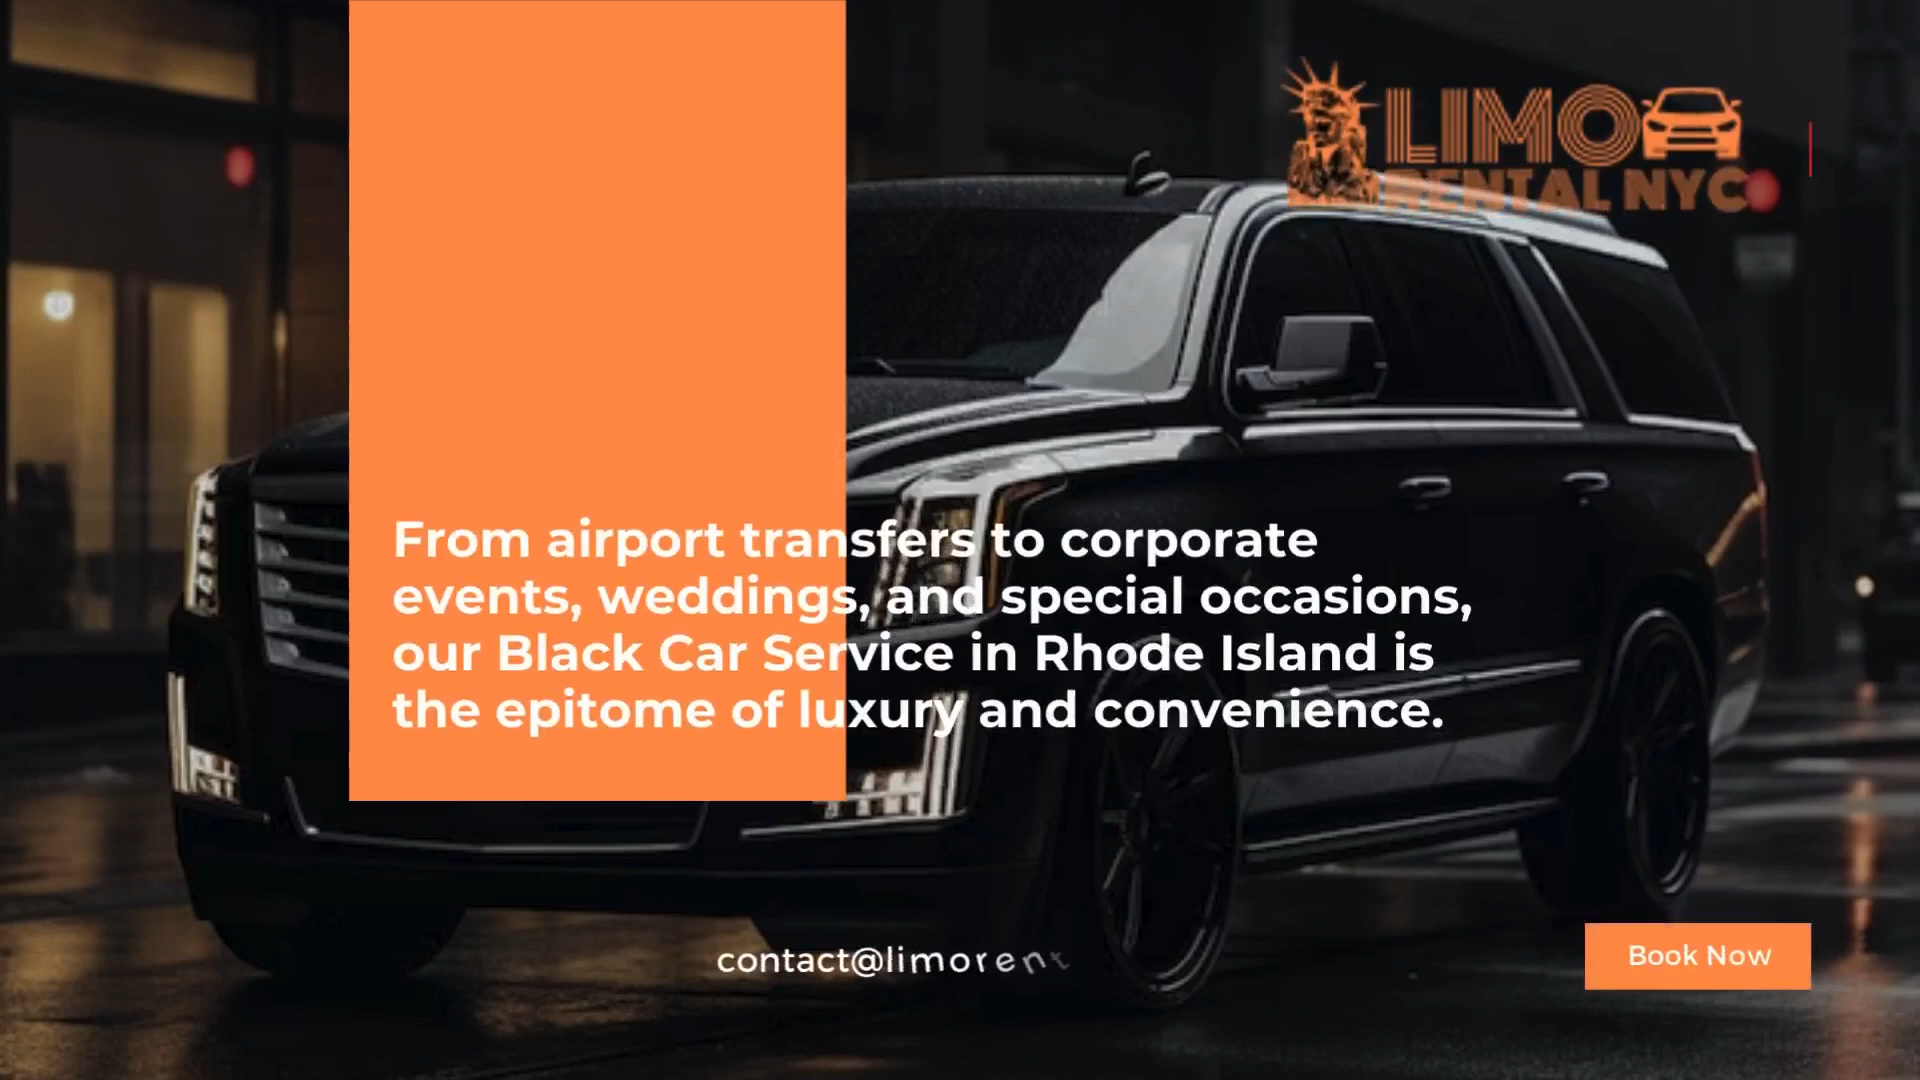 LIMO
RENTAL NYC
From airport transfers to corporate
events, weddings, and special occasions,
our Black Car Service in Rhode Island is
the epitome of luxury and convenience.
contact@limorent
Book Now